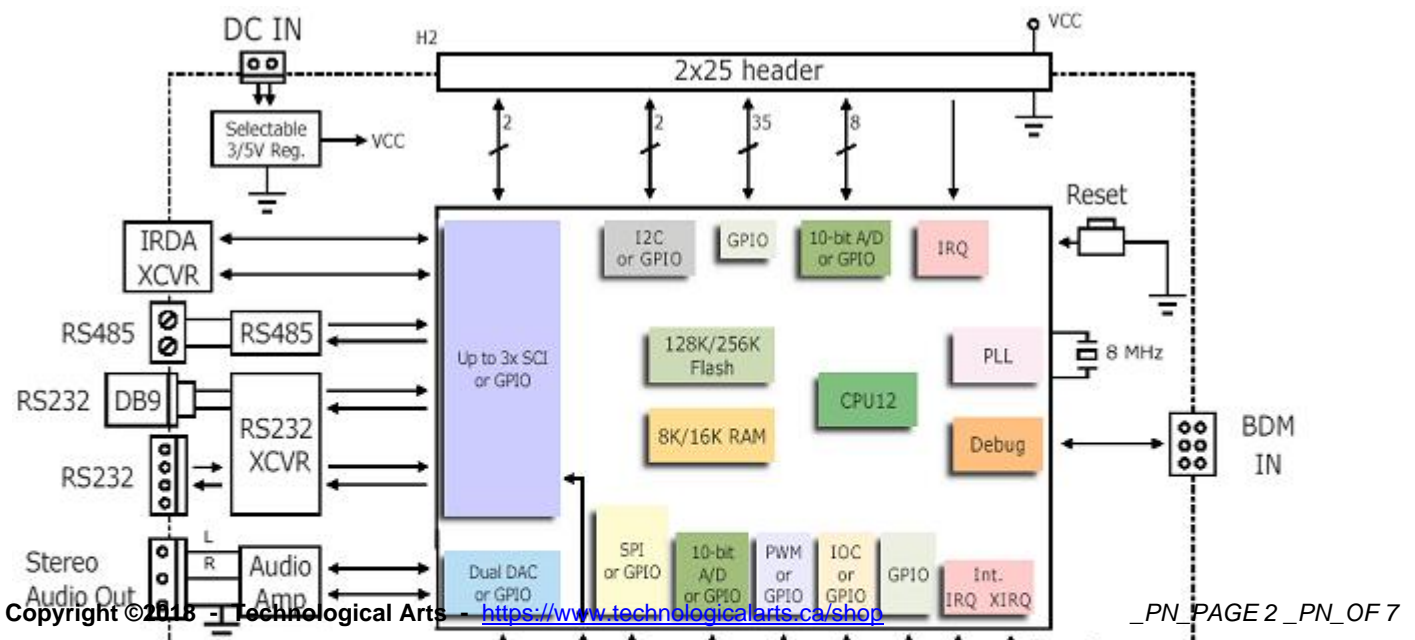 DC IN
H2
VCC
2x25 header
Selectable
3/5V Reg.
VCC
2
2
35
8
Reset
IRDA
XCVR
I2C
or GPIO
GPIO
10-bit A/D
or GPIO
IRQ
RS485
RS485
Up to 3x SCI
or GPIO
128K/256K
Flash
PLL
8 MHz
RS232
DB9
CPU12
RS232
XCVR
8K/16K RAM
Debug
BDM
IN
RS232
Stereo
Audio Out
L
R
Audio
Amp
Dual DAC
or GPIO
SPI
or GPIO
10-bit
A/D
or GPIO
PWM
or
GPIO
IOC
or
GPIO
GPIO
Int.
IRQ XIRQ
Copyright ©2018 - Technological Arts - https://www.technologicalarts.ca/shop
_PN_PAGE 2 _PN_OF 7